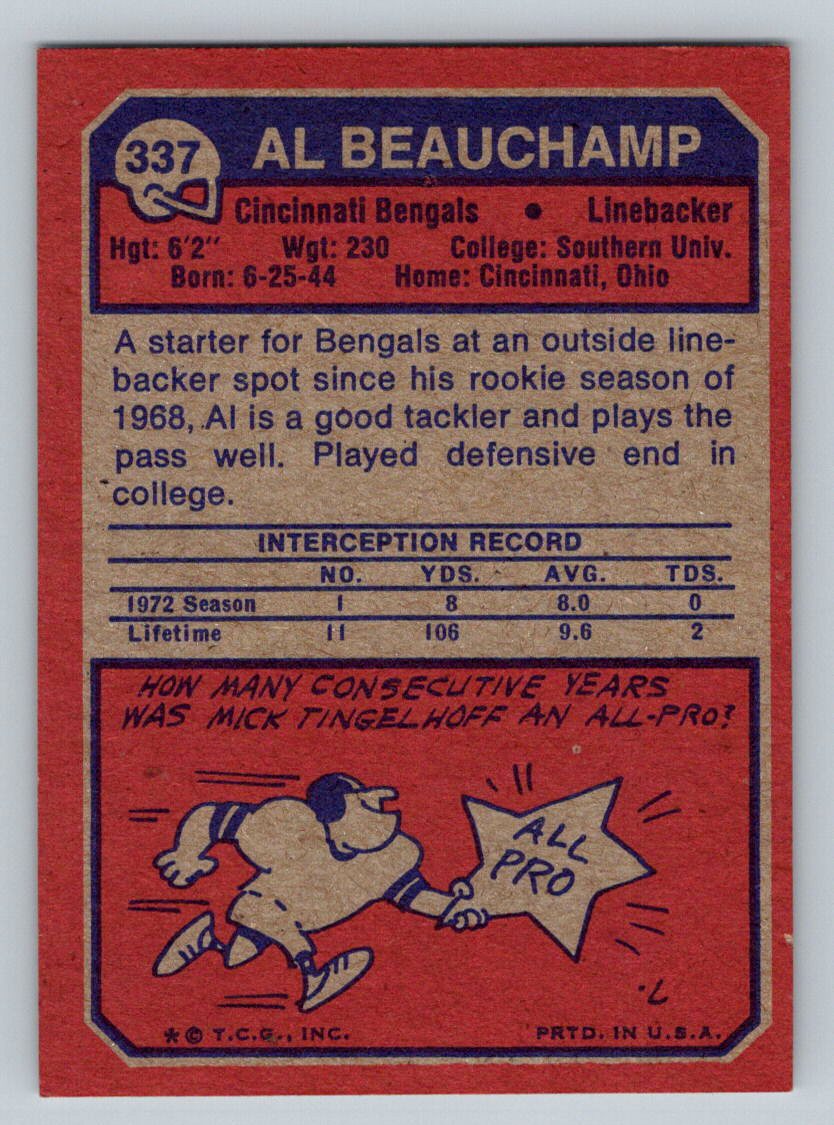 337 AL BEAUCHAMP
Cincinnati Bengals • Linebacker
Hgt: 6'2" Wgt: 230 College: Southern Univ.
Born: 6-25-44 Home: Cincinnati, Ohio
A starter for Bengals at an outside line-
backer spot since his rookie season of
1968, Al is a good tackler and plays the
pass well. Played defensive end in
college.
INTERCEPTION RECORD
NO. YDS. AVG. TDS.
1972 Season 1 8 8.0 0
Lifetime 11 106 9.6 2
HOW MANY CONSECUTIVE YEARS
WAS MICK TINGELHOFF AN ALL-PRO?
ALL
PRO
·L
* © T.C.G., INC. PRTD. IN U.S.A.